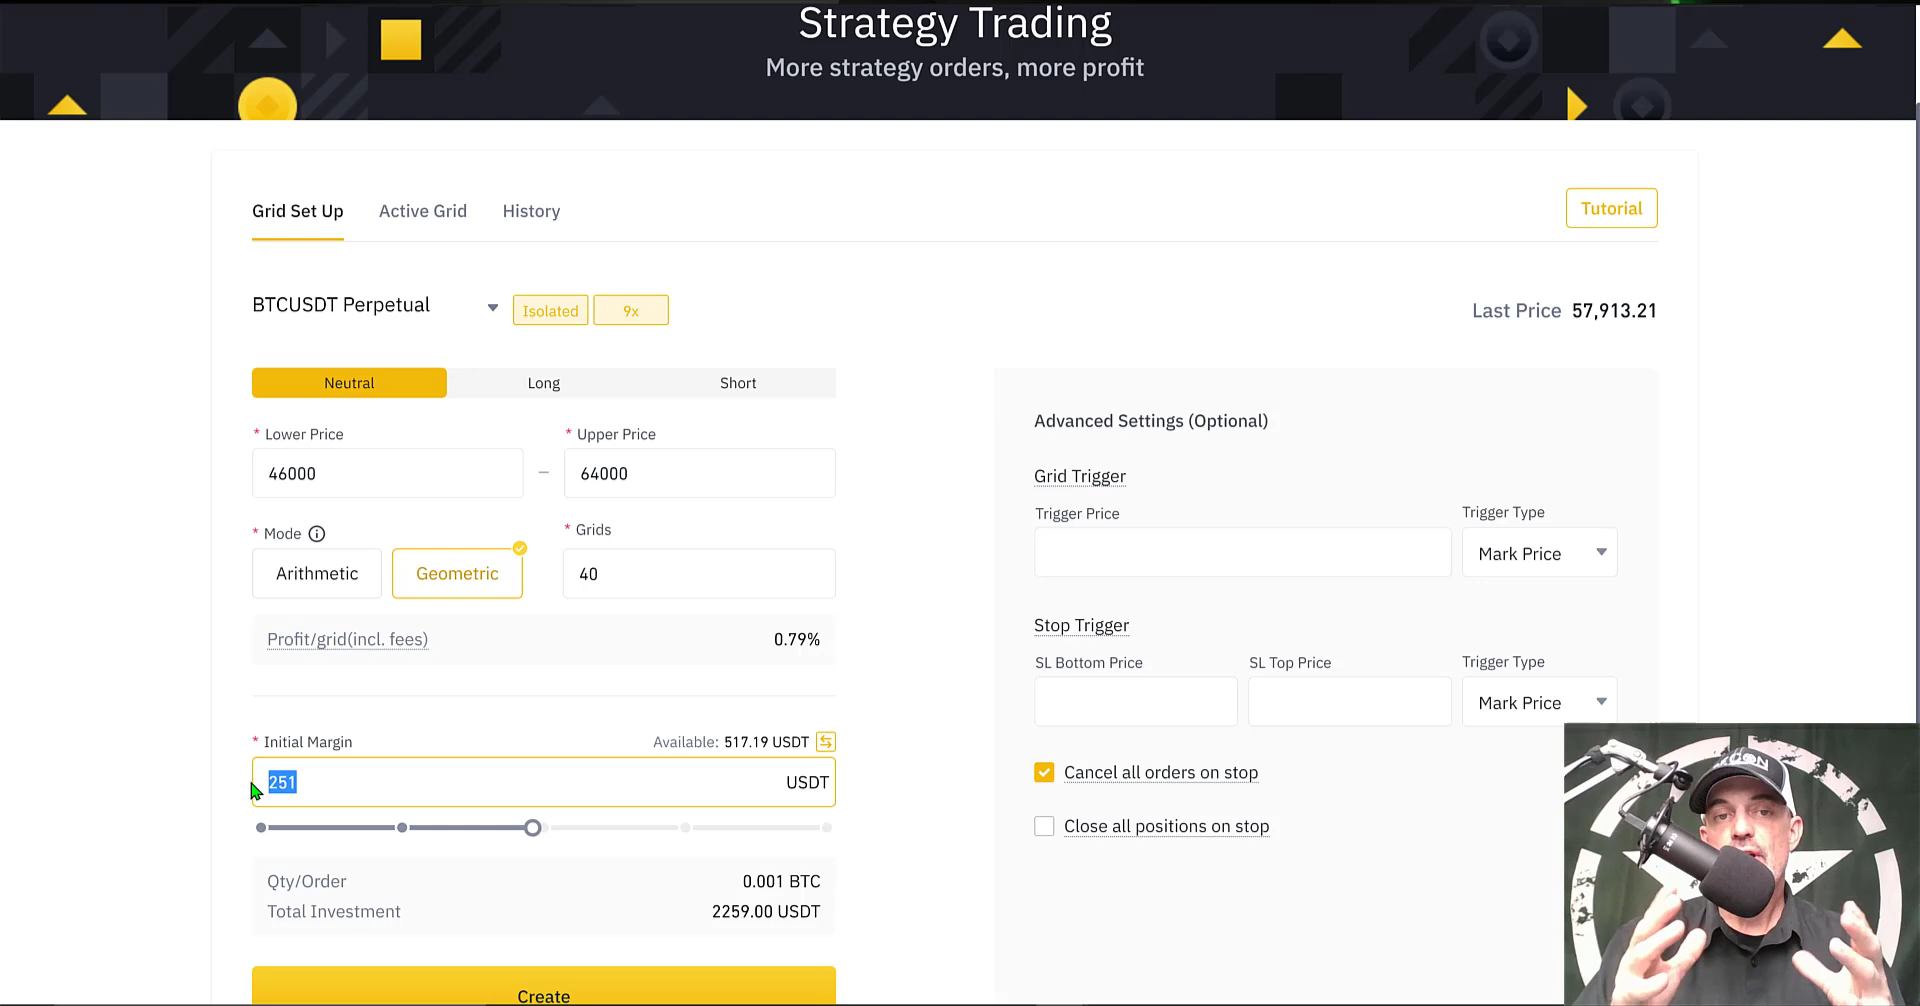 Strategy Trading
More strategy orders, more profit
Grid Set Up
Active Grid
History
Tutorial
BTCUSDT Perpetual
Isolated
9x
Last Price 57,913.21
Neutral
Long
Short
* Lower Price
* Upper Price
46000
–
64000
* Mode
* Grids
Arithmetic
Geometric
40
Profit/grid(incl. fees)
0.79%
* Initial Margin
Available: 517.19 USDT
251
USDT
Qty/Order
0.001 BTC
Total Investment
2259.00 USDT
Create
Advanced Settings (Optional)
Grid Trigger
Trigger Price
Trigger Type
Mark Price
Stop Trigger
SL Bottom Price
SL Top Price
Trigger Type
Mark Price
Cancel all orders on stop
Close all positions on stop